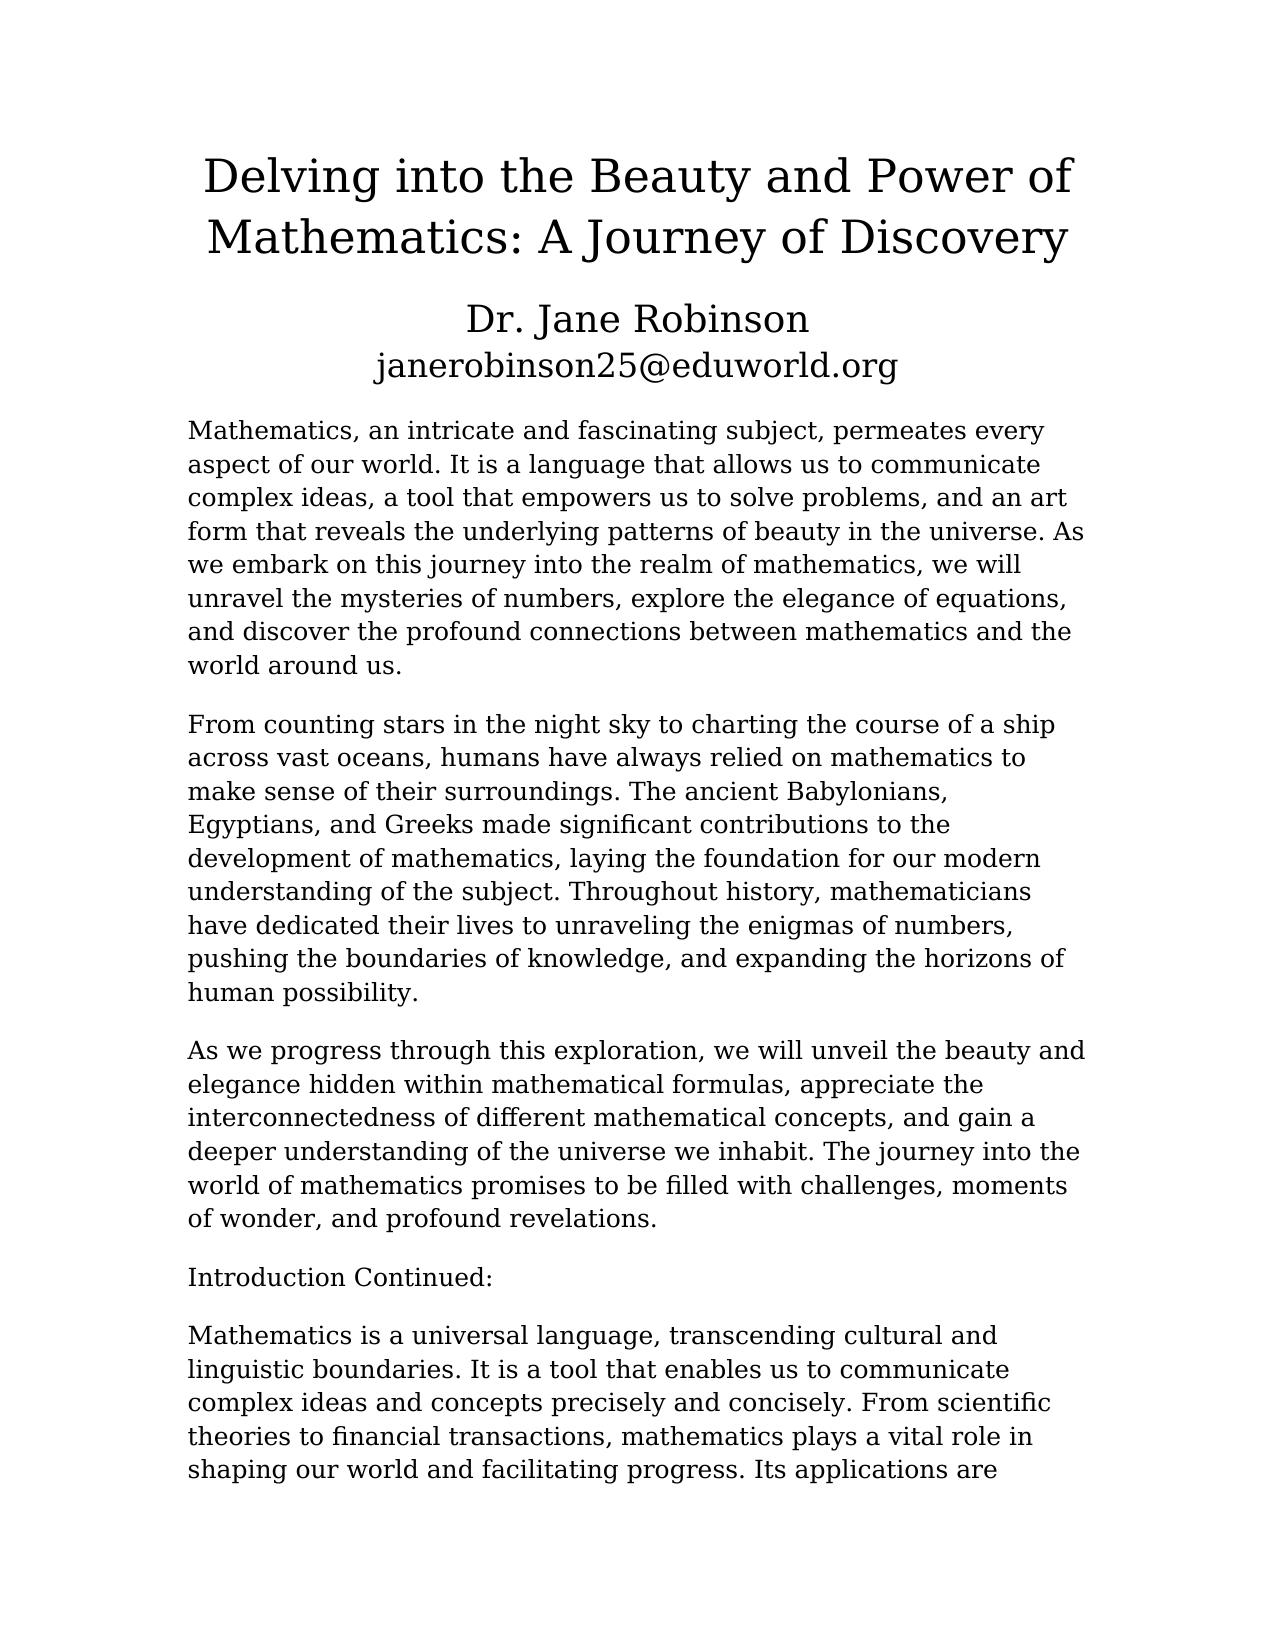 Delving into the Beauty and Power of
Mathematics: A Journey of Discovery
Dr. Jane Robinson
janerobinson25@eduworld.org
Mathematics, an intricate and fascinating subject, permeates every
aspect of our world. It is a language that allows us to communicate
complex ideas, a tool that empowers us to solve problems, and an art
form that reveals the underlying patterns of beauty in the universe. As
we embark on this journey into the realm of mathematics, we will
unravel the mysteries of numbers, explore the elegance of equations,
and discover the profound connections between mathematics and the
world around us.
From counting stars in the night sky to charting the course of a ship
across vast oceans, humans have always relied on mathematics to
make sense of their surroundings. The ancient Babylonians,
Egyptians, and Greeks made significant contributions to the
development of mathematics, laying the foundation for our modern
understanding of the subject. Throughout history, mathematicians
have dedicated their lives to unraveling the enigmas of numbers,
pushing the boundaries of knowledge, and expanding the horizons of
human possibility.
As we progress through this exploration, we will unveil the beauty and
elegance hidden within mathematical formulas, appreciate the
interconnectedness of different mathematical concepts, and gain a
deeper understanding of the universe we inhabit. The journey into the
world of mathematics promises to be filled with challenges, moments
of wonder, and profound revelations.
Introduction Continued:
Mathematics is a universal language, transcending cultural and
linguistic boundaries. It is a tool that enables us to communicate
complex ideas and concepts precisely and concisely. From scientific
theories to financial transactions, mathematics plays a vital role in
shaping our world and facilitating progress. Its applications are